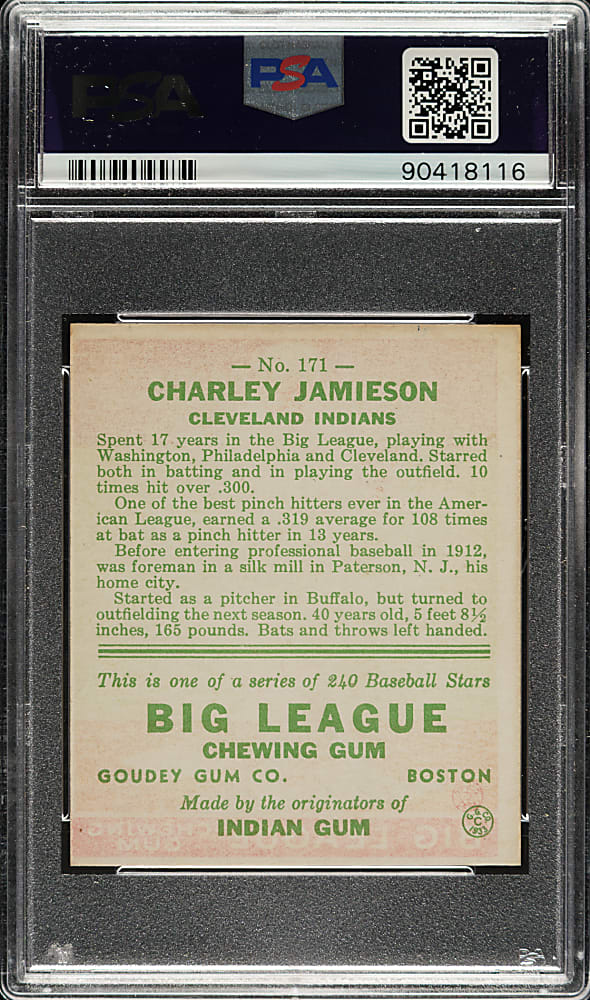 PSA
PSA
90418116
— No. 171 —
CHARLEY JAMIESON
CLEVELAND INDIANS
Spent 17 years in the Big League, playing with
Washington, Philadelphia and Cleveland. Starred
both in batting and in playing the outfield. 10
times hit over .300.
One of the best pinch hitters ever in the Amer-
ican League, earned a .319 average for 108 times
at bat as a pinch hitter in 13 years.
Before entering professional baseball in 1912,
was foreman in a silk mill in Paterson, N. J., his
home city.
Started as a pitcher in Buffalo, but turned to
outfielding the next season. 40 years old, 5 feet 8½
inches, 165 pounds. Bats and throws left handed.
This is one of a series of 240 Baseball Stars
BIG LEAGUE
CHEWING GUM
GOUDEY GUM CO. BOSTON
Made by the originators of
INDIAN GUM
G. & CO. C 1933
BIG LEAGUE CHEWING
GUM